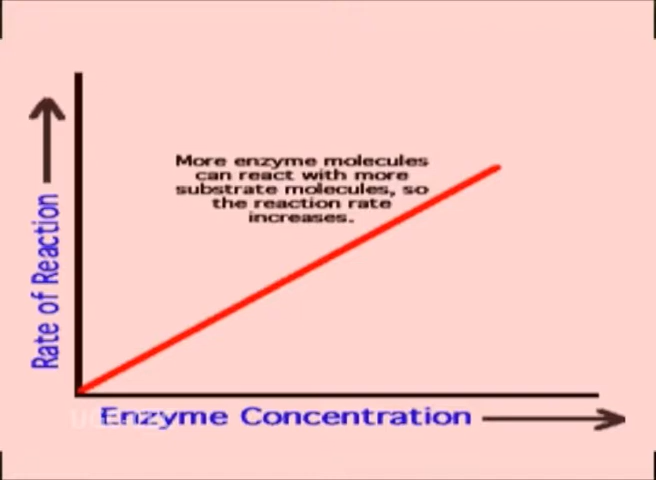 More enzyme molecules
can react with more
substrate molecules, so
the reaction rate
increases.
Rate of Reaction
Enzyme Concentration